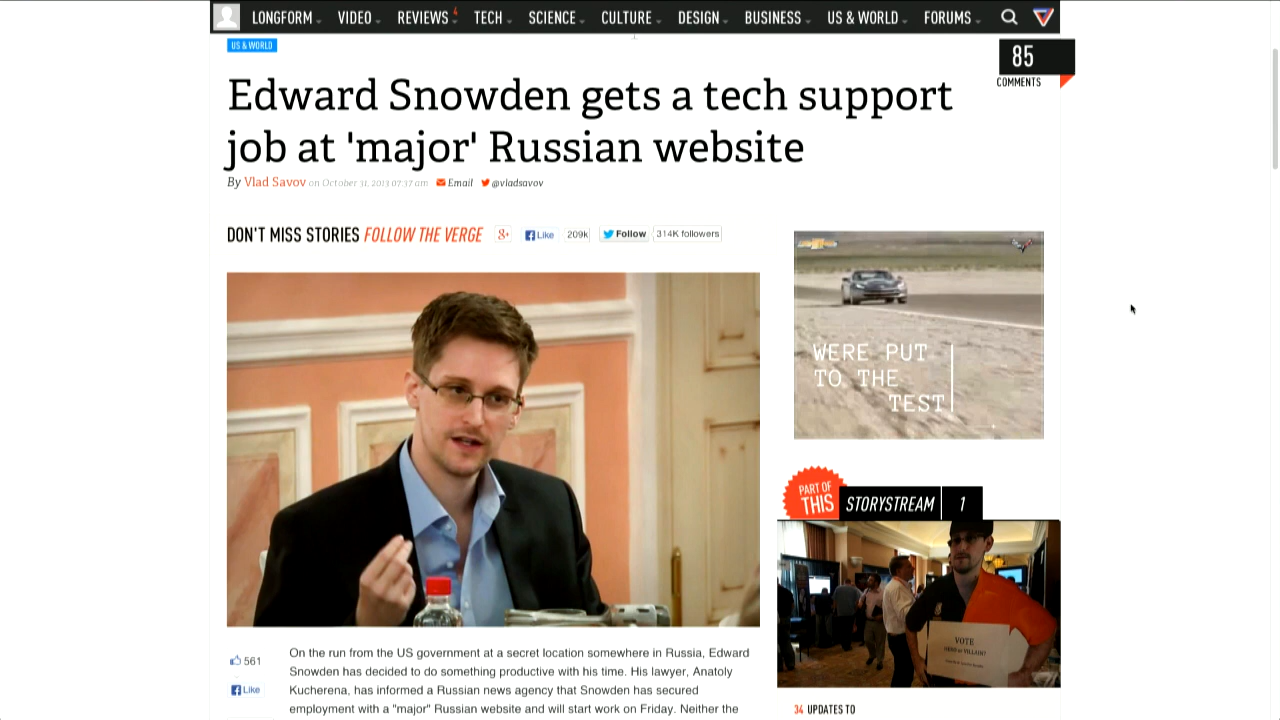 LONGFORM VIDEO REVIEWS 4 TECH SCIENCE CULTURE DESIGN BUSINESS US & WORLD FORUMS
US & WORLD
85
COMMENTS
Edward Snowden gets a tech support
job at 'major' Russian website
By Vlad Savov on October 31, 2013 07:37 am Email @vladsavov
DON'T MISS STORIES FOLLOW THE VERGE
8+ Like 209k Follow 314K followers
WERE PUT
TO THE
TEST
PART OF
THIS
STORYSTREAM 1
VOTE
HERO or VILLAIN?
561
Like
On the run from the US government at a secret location somewhere in Russia, Edward
Snowden has decided to do something productive with his time. His lawyer, Anatoly
Kucherena, has informed a Russian news agency that Snowden has secured
employment with a "major" Russian website and will start work on Friday. Neither the
34 UPDATES TO